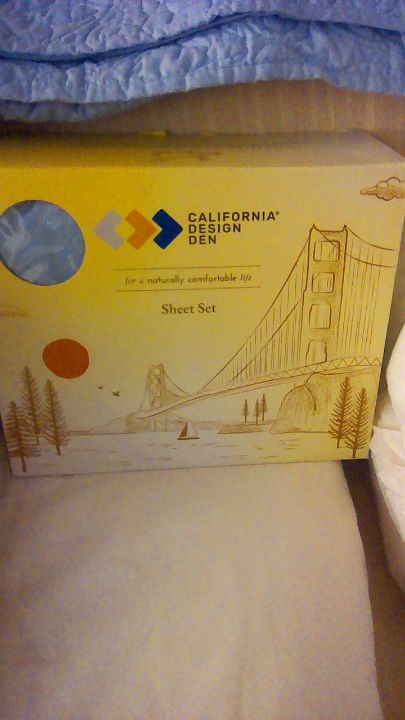 CALIFORNIA®
DESIGN
DEN
for a naturally comfortable life
Sheet Set